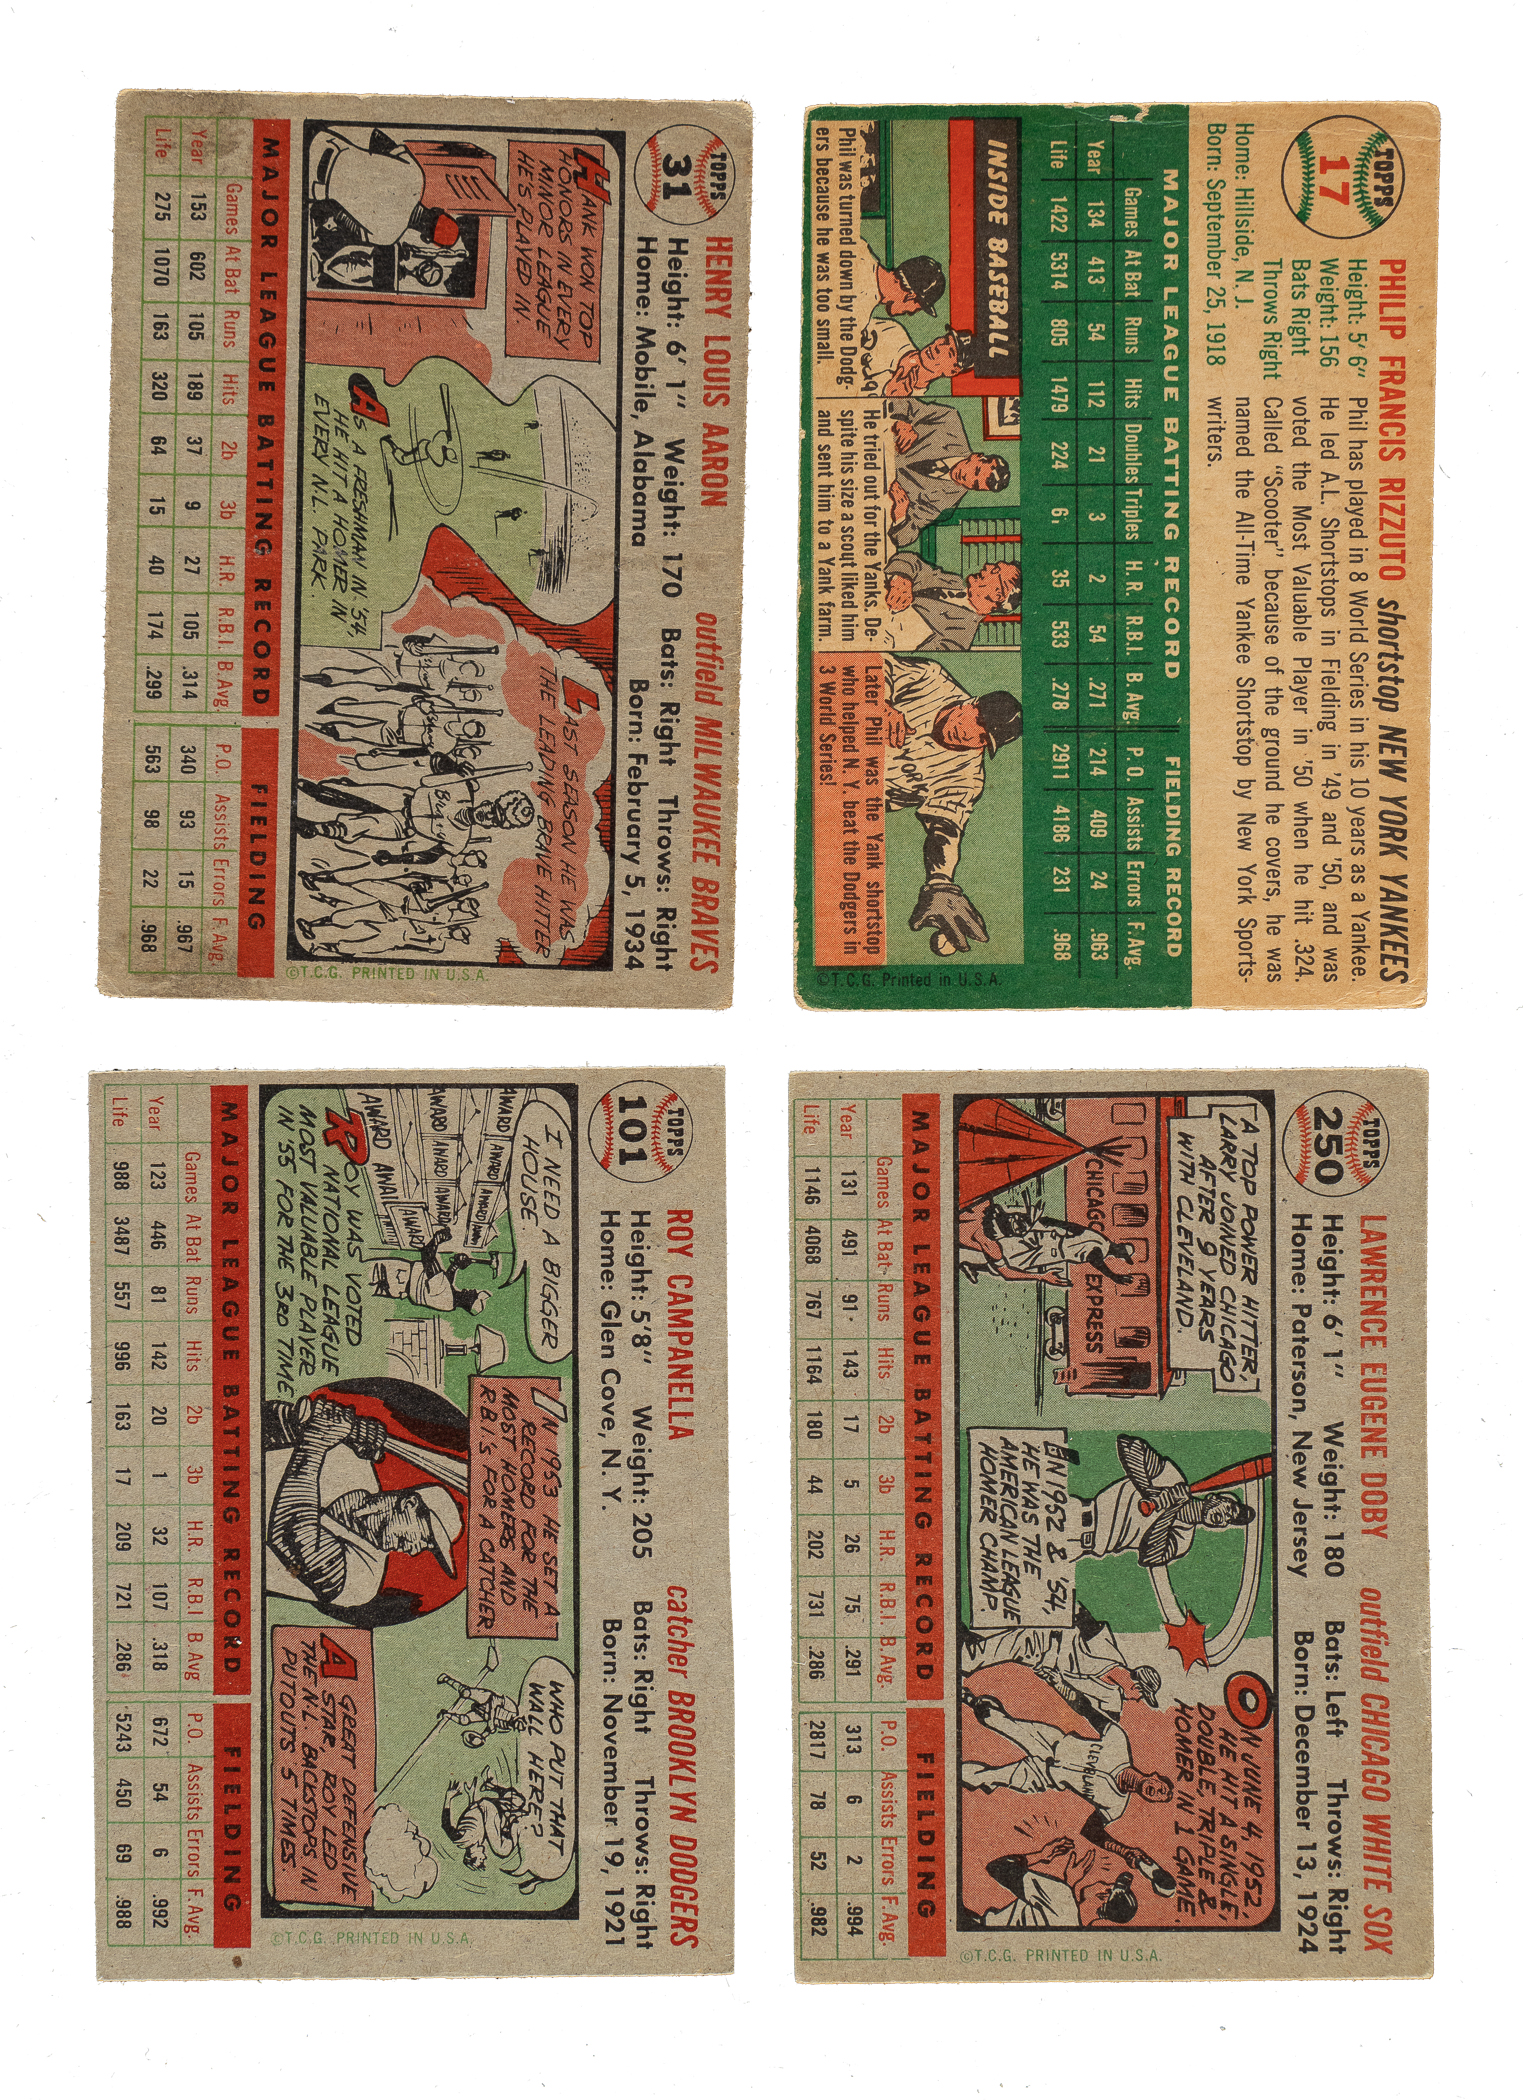 TOPPS
31
HENRY LOUIS AARON outfield MILWAUKEE BRAVES
Height: 6' 1" Weight: 170 Bats: Right Throws: Right
Home: Mobile, Alabama Born: February 5, 1934
HANK WON TOP
HONORS IN EVERY
MINOR LEAGUE
HE'S PLAYED IN.
AS A FRESHMAN IN '54,
HE HIT A HOMER IN
EVERY N.L. PARK.
LAST SEASON HE WAS
THE LEADING BRAVE HITTER
©T.C.G. PRINTED IN U.S.A.
MAJOR LEAGUE BATTING RECORD FIELDING
Games At Bat Runs Hits 2b 3b H.R. R.B.I. B.Avg. P.O. Assists Errors F.Avg.
Year 153 602 105 189 37 9 27 105 .314 340 93 15 .967
Life 275 1070 163 320 64 15 40 174 .299 563 98 22 .968
TOPPS
17
PHILIP FRANCIS RIZZUTO shortstop NEW YORK YANKEES
Height: 5' 6"
Weight: 156
Bats Right
Throws Right
Home: Hillside, N. J.
Born: September 25, 1918
Phil has played in 8 World Series in his 10 years as a Yankee.
He led A.L. Shortstops in Fielding in '49 and '50, and was
voted the Most Valuable Player in '50 when he hit .324.
Called "Scooter" because of the ground he covers, he was
named the All-Time Yankee Shortstop by New York Sports-
writers.
MAJOR LEAGUE BATTING RECORD FIELDING RECORD
Games At Bat Runs Hits Doubles Triples H.R. R.B.I. B. Avg. P.O. Assists Errors F. Avg.
Year 134 413 54 112 21 3 2 54 .271 214 409 24 .963
Life 1422 5314 805 1479 224 61 35 533 .278 2911 4186 231 .968
INSIDE BASEBALL
YORK
Phil was turned down by the Dodg-
ers because he was too small.
He tried out for the Yanks. De-
spite his size a scout liked him
and sent him to a Yank farm.
Later Phil was the Yank shortstop
who helped N. Y. beat the Dodgers in
3 World Series!
©T.C.G. Printed in U.S.A.
TOPPS
101
ROY CAMPANELLA catcher BROOKLYN DODGERS
Height: 5'8" Weight: 205 Bats: Right Throws: Right
Home: Glen Cove, N. Y. Born: November 19, 1921
I NEED A BIGGER
HOUSE
AWARD AWARD AWARD
AWARD AWARD AWARD
AWARD AWARD AWARD
ROY WAS VOTED
NATIONAL LEAGUE
MOST VALUABLE PLAYER
IN '55 FOR THE 3RD TIME
IN 1953 HE SET A
RECORD FOR THE
MOST HOMERS AND
R.B.I'S FOR A CATCHER
WHO PUT THAT
WALL HERE?
A GREAT DEFENSIVE
STAR, ROY LED
THE N.L. BACKSTOPS IN
PUTOUTS 5 TIMES
©T.C.G. PRINTED IN U.S.A.
MAJOR LEAGUE BATTING RECORD FIELDING
Games At Bat Runs Hits 2b 3b H.R. R.B.I B.Avg P.O. Assists Errors F.Avg.
Year 123 446 81 142 20 1 32 107 .318 672 54 6 .992
Life 988 3487 557 996 163 17 209 721 .286 5243 450 69 .988
TOPPS
250
LAWRENCE EUGENE DOBY outfield CHICAGO WHITE SOX
Height: 6' 1" Weight: 180 Bats: Left Throws: Right
Home: Paterson, New Jersey Born: December 13, 1924
A TOP POWER HITTER,
LARRY JOINED CHICAGO
AFTER 9 YEARS
WITH CLEVELAND.
CHICAGO EXPRESS
IN 1952 & '54,
HE WAS THE
AMERICAN LEAGUE
HOMER CHAMP.
CLEVELAND
ON JUNE 4, 1952,
HE HIT A SINGLE,
DOUBLE, TRIPLE &
HOMER IN 1 GAME.
©T.C.G. PRINTED IN U.S.A.
MAJOR LEAGUE BATTING RECORD FIELDING
Games At Bat Runs Hits 2b 3b H.R. R.B.I. B.Avg. P.O. Assists Errors F.Avg.
Year 131 491 91 143 17 5 26 75 .291 313 6 2 .994
Life 1146 4068 767 1164 180 44 202 731 .286 2817 78 52 .982